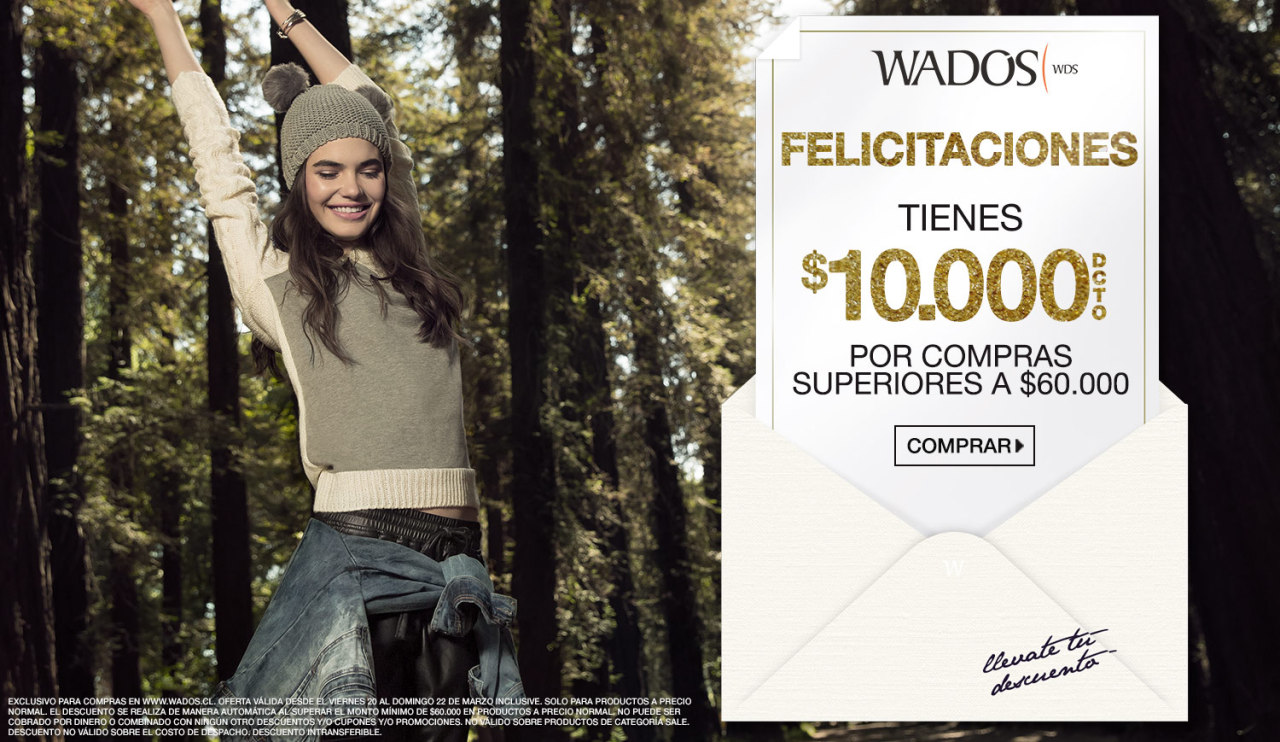 WADOS( WDS
FELICITACIONES
TIENES
$10.000 DCTO
POR COMPRAS
SUPERIORES A $60.000
COMPRAR
W
llevate tú
descuento
EXCLUSIVO PARA COMPRAS EN WWW.WADOS.CL. OFERTA VÁLIDA DESDE EL VIERNES 20 AL DOMINGO 22 DE MARZO INCLUSIVE. SOLO PARA PRODUCTOS A PRECIO
NORMAL. EL DESCUENTO SE REALIZA DE MANERA AUTOMÁTICA AL SUPERAR EL MONTO MÍNIMO DE $60.000 EN PRODUCTOS A PRECIO NORMAL. NO PUEDE SER
COBRADO POR DINERO O COMBINADO CON NINGÚN OTRO DESCUENTOS Y/O CUPONES Y/O PROMOCIONES. NO VÁLIDO SOBRE PRODUCTOS DE CATEGORÍA SALE.
DESCUENTO NO VÁLIDO SOBRE EL COSTO DE DESPACHO. DESCUENTO INTRANSFERIBLE.